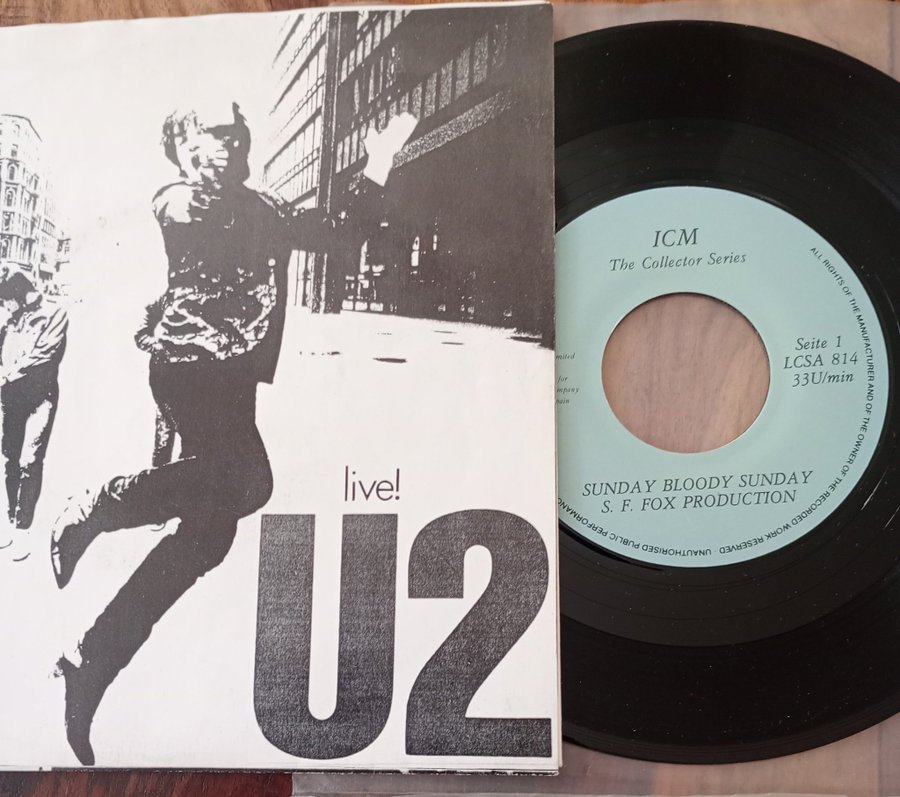 live!
U2
ICM
The Collector Series
Seite 1
LCSA 814
33U/min
for
SUNDAY BLOODY SUNDAY
S. F. FOX PRODUCTION
ALL RIGHTS OF THE MANUFACTURER AND OF THE OWNER OF THE RECORDED WORK RESERVED · UNAUTHORISED PUBLIC PERFORMANC